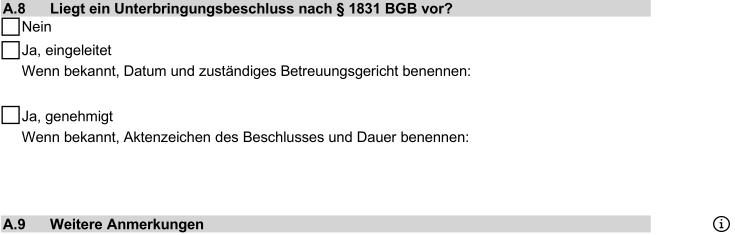 A.8 Liegt ein Unterbringungsbeschluss nach § 1831 BGB vor?
Nein
Ja, eingeleitet
Wenn bekannt, Datum und zuständiges Betreuungsgericht benennen:
Ja, genehmigt
Wenn bekannt, Aktenzeichen des Beschlusses und Dauer benennen:
A.9 Weitere Anmerkungen